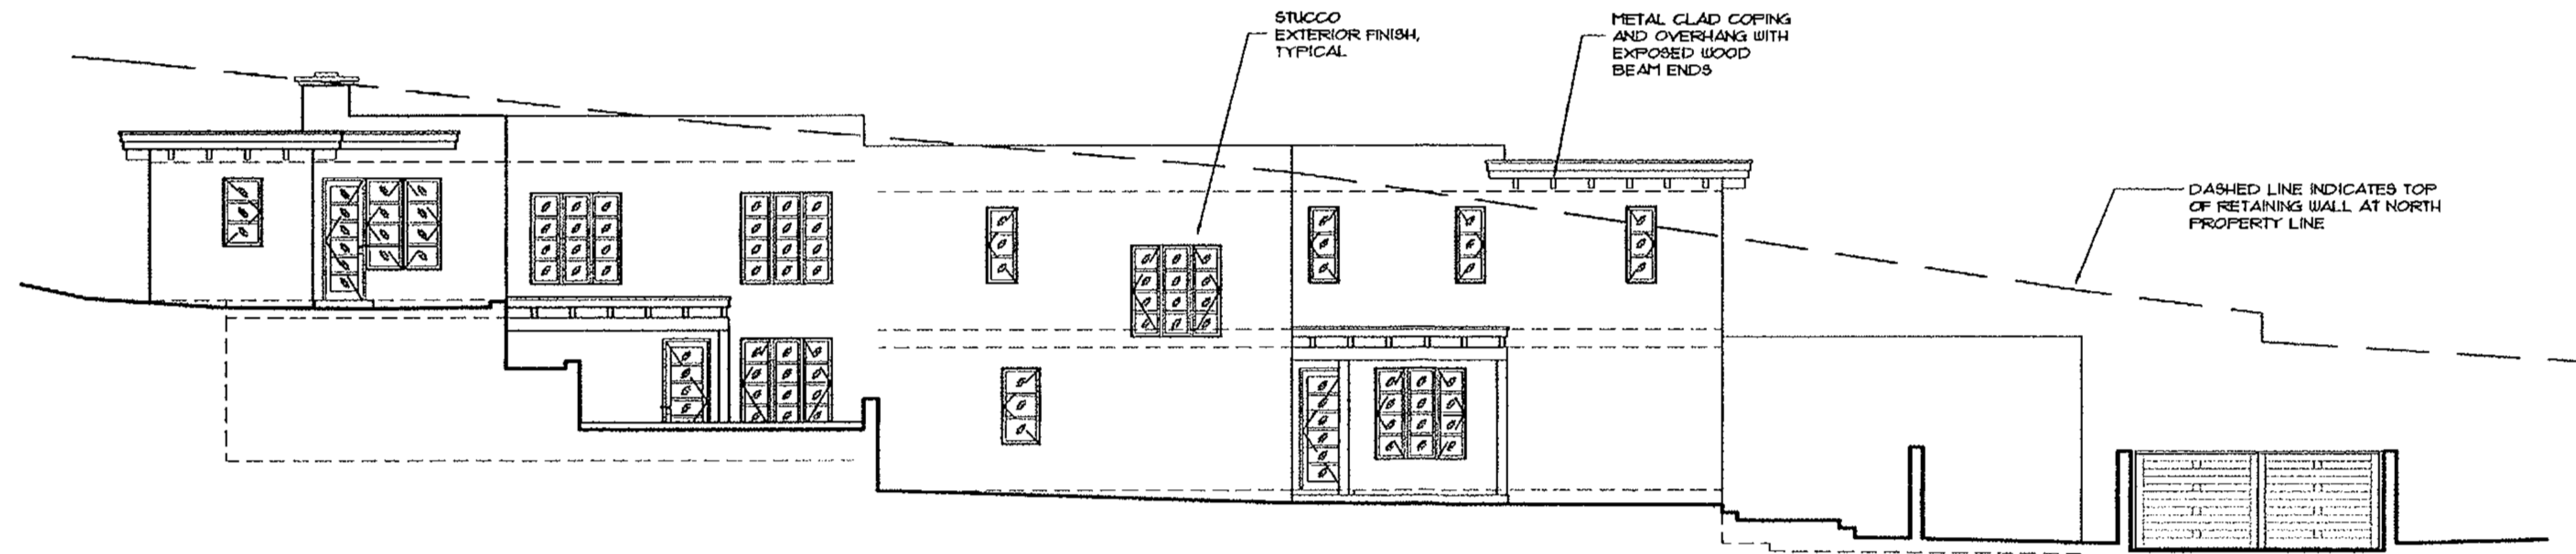 STUCCO
EXTERIOR FINISH,
TYPICAL
METAL CLAD COPING
AND OVERHANG WITH
EXPOSED WOOD
BEAM ENDS
DASHED LINE INDICATES TOP
OF RETAINING WALL AT NORTH
PROPERTY LINE